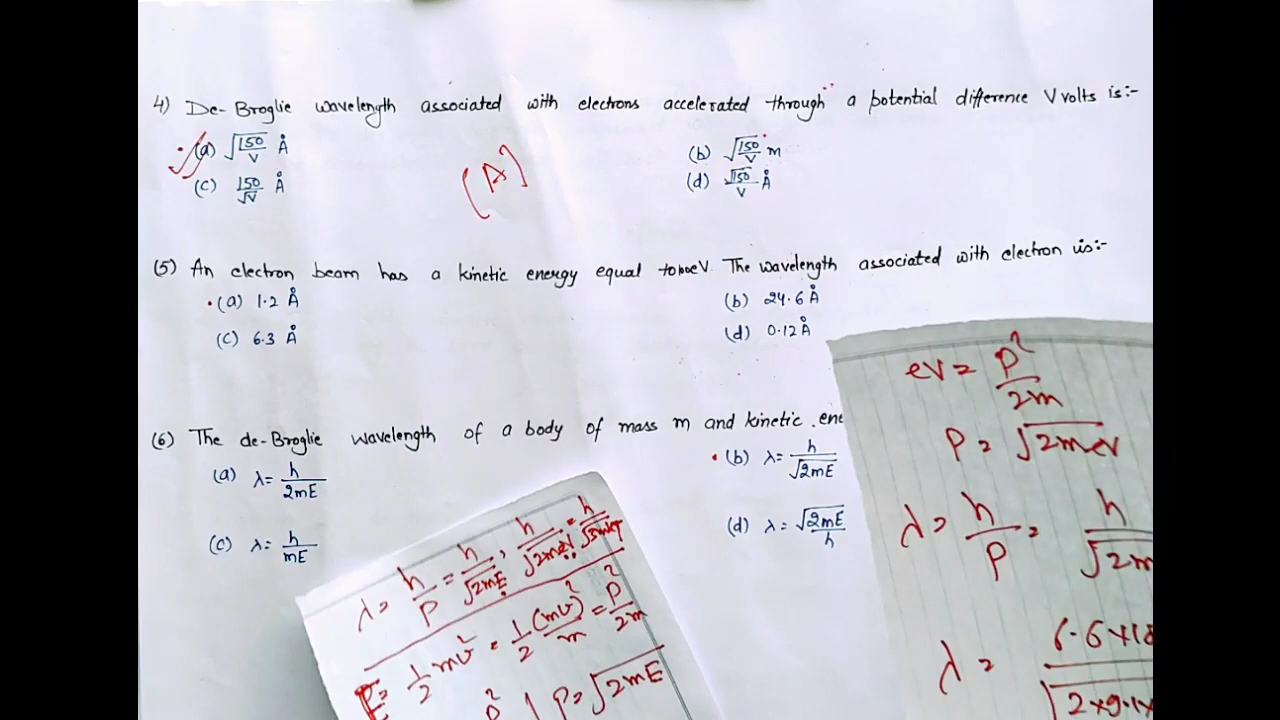 4) De-Broglie wavelength associated with electrons accelerated through a potential difference V volts is:-
(a) √(150/V) Å (b) √(150/V) m
(A)
(c) 150/√V Å (d) √150/V Å
(5) An electron beam has a kinetic energy equal to 100eV. The wavelength associated with electron is:-
(a) 1.2 Å (b) 24.6 Å
(c) 6.3 Å (d) 0.12 Å
(6) The de-Broglie wavelength of a body of mass m and kinetic
(a) λ= h/2mE (b) λ= h/√2mE
(c) λ= h/mE (d) λ= √2mE/h
λ= h/P = h/√2mE, h/√2meV = h/√3mkT
E= 1/2 mv² = 1/2 (mv)²/m = P²/2m
P= √2mE
eV= P²/2m
P= √2meV
λ= h/P = h/√2m
λ= 6.6×10
√2×9.1×